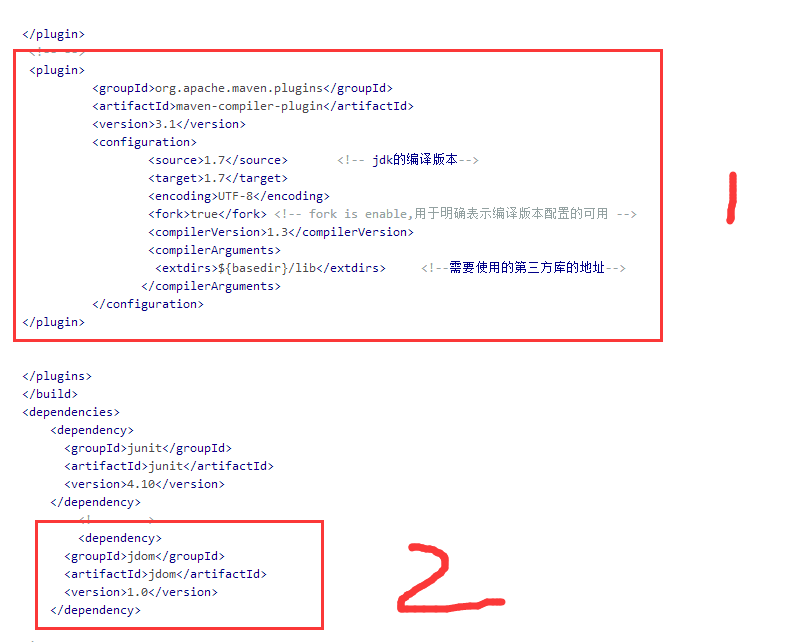 </plugin>
<plugin>
<groupId>org.apache.maven.plugins</groupId>
<artifactId>maven-compiler-plugin</artifactId>
<version>3.1</version>
<configuration>
<source>1.7</source> <!-- jdk的编译版本-->
<target>1.7</target>
<encoding>UTF-8</encoding>
<fork>true</fork> <!-- fork is enable,用于明确表示编译版本配置的可用 -->
<compilerVersion>1.3</compilerVersion>
<compilerArguments>
<extdirs>${basedir}/lib</extdirs> <!--需要使用的第三方库的地址-->
</compilerArguments>
</configuration>
</plugin>
1
</plugins>
</build>
<dependencies>
<dependency>
<groupId>junit</groupId>
<artifactId>junit</artifactId>
<version>4.10</version>
</dependency>
<dependency>
<groupId>jdom</groupId>
<artifactId>jdom</artifactId>
<version>1.0</version>
</dependency>
2